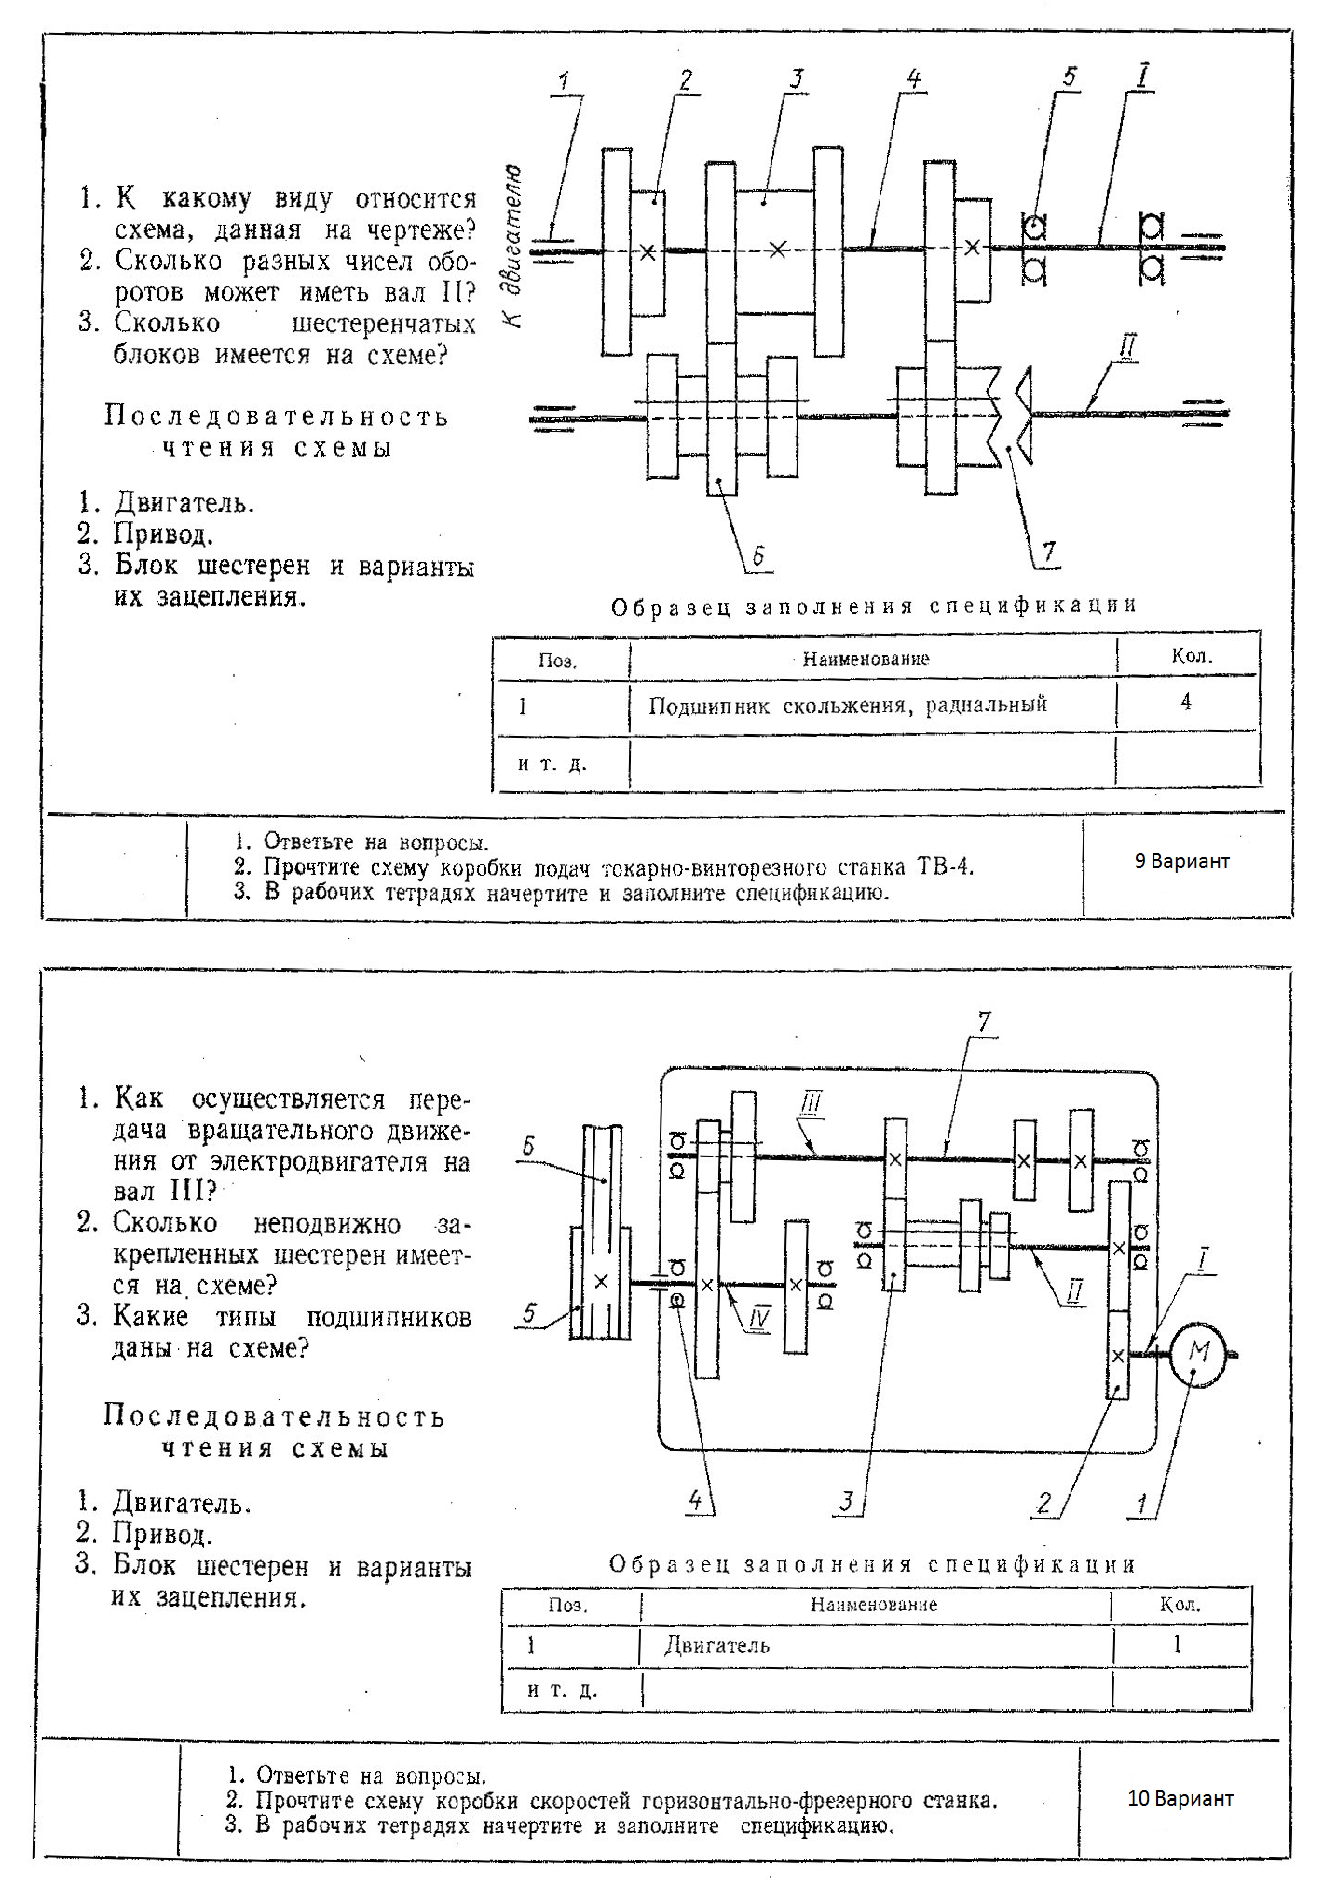 1. К какому виду относится
схема, данная на чертеже?
2. Сколько разных чисел обо-
ротов может иметь вал II?
3. Сколько шестеренчатых
блоков имеется на схеме?
Последовательность
чтения схемы
1. Двигатель.
2. Привод.
3. Блок шестерен и варианты
их зацепления.
К двигателю
1
2
3
4
5
I
II
6
7
Образец заполнения спецификации
Поз. Наименование Кол.
1 Подшипник скольжения, радиальный 4
и т. д.
1. Ответьте на вопросы.
2. Прочтите схему коробки подач токарно-винторезного станка ТВ-4.
3. В рабочих тетрадях начертите и заполните спецификацию.
9 Вариант
1. Как осуществляется пере-
дача вращательного движе-
ния от электродвигателя на
вал III?
2. Сколько неподвижно за-
крепленных шестерен имеет-
ся на схеме?
3. Какие типы подшипников
даны на схеме?
Последовательность
чтения схемы
1. Двигатель.
2. Привод.
3. Блок шестерен и варианты
их зацепления.
7
III
6
5
IV
II
I
М
4
3
2
1
Образец заполнения спецификации
Поз. Наименование Кол.
1 Двигатель 1
и т. д.
1. Ответьте на вопросы.
2. Прочтите схему коробки скоростей горизонтально-фрезерного станка.
3. В рабочих тетрадях начертите и заполните спецификацию.
10 Вариант